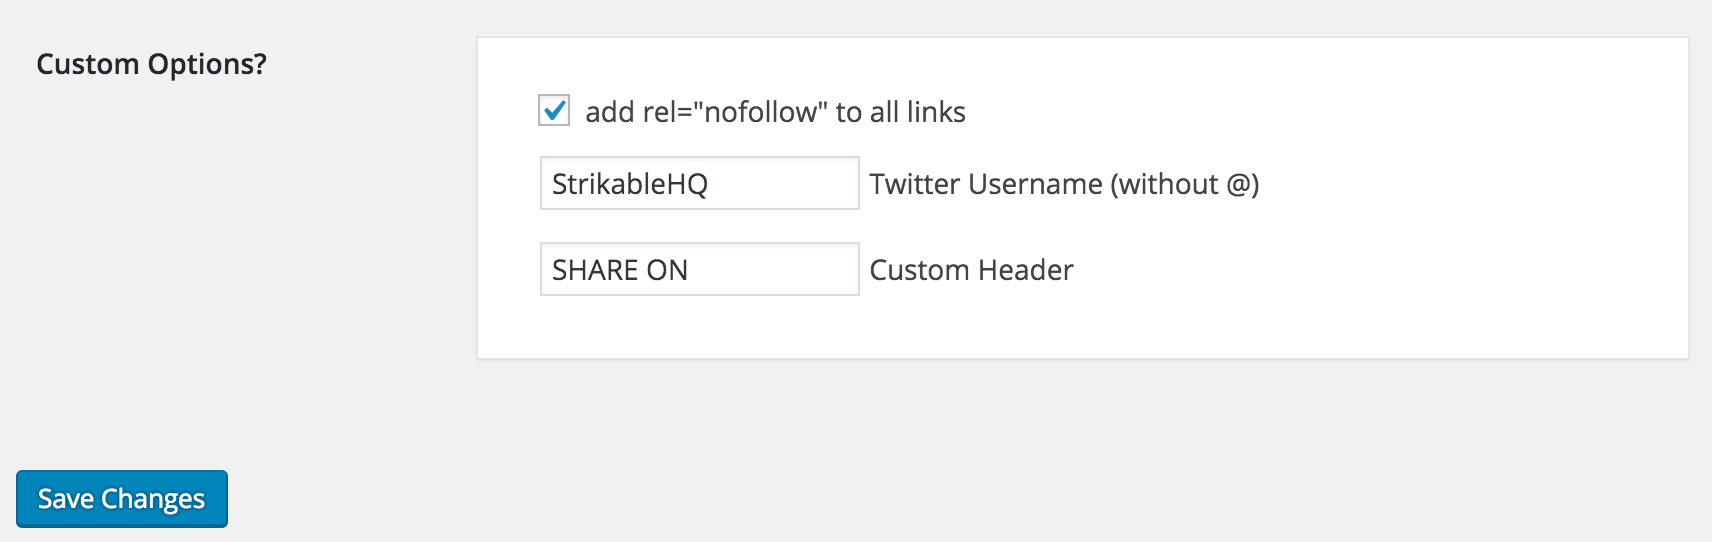 Custom Options?
add rel="nofollow" to all links
StrikableHQ Twitter Username (without @)
SHARE ON Custom Header
Save Changes